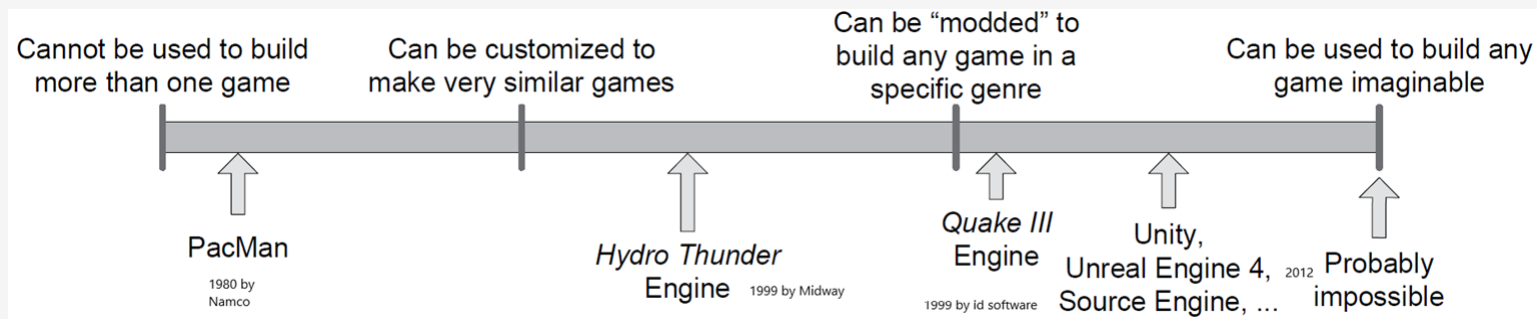 Cannot be used to build
more than one game
Can be customized to
make very similar games
Can be “modded” to
build any game in a
specific genre
Can be used to build any
game imaginable
PacMan
1980 by
Namco
Hydro Thunder
Engine
1999 by Midway
Quake III
Engine
1999 by id software
Unity,
Unreal Engine 4,
Source Engine, ...
2012
Probably
impossible